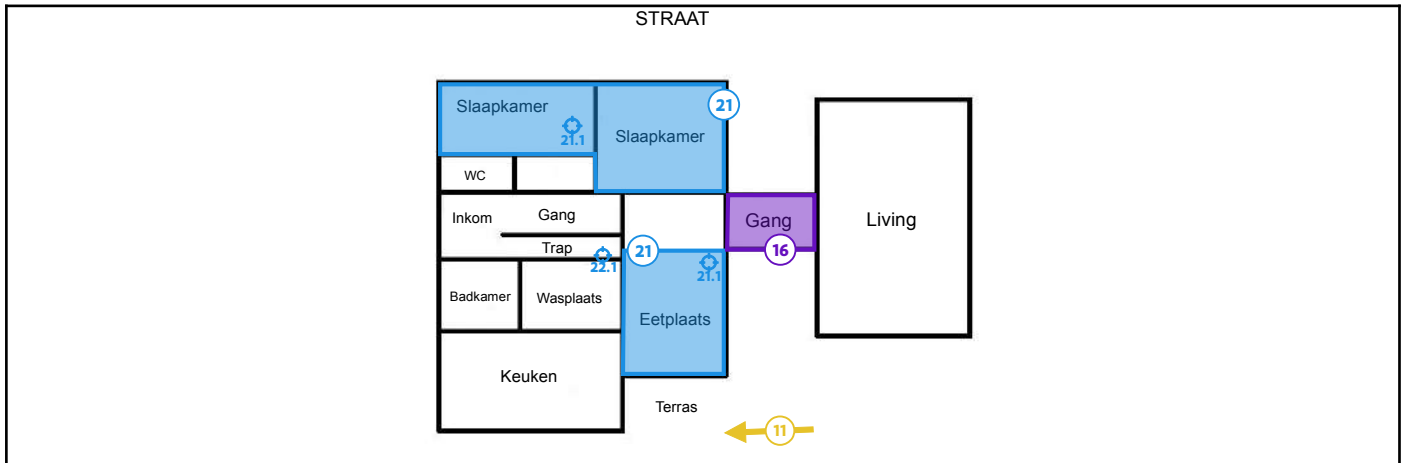 STRAAT
Slaapkamer
21
21.1
Slaapkamer
WC
Inkom
Gang
Gang
16
Living
Trap
21
22.1
21.1
Badkamer
Wasplaats
Eetplaats
Keuken
Terras
11